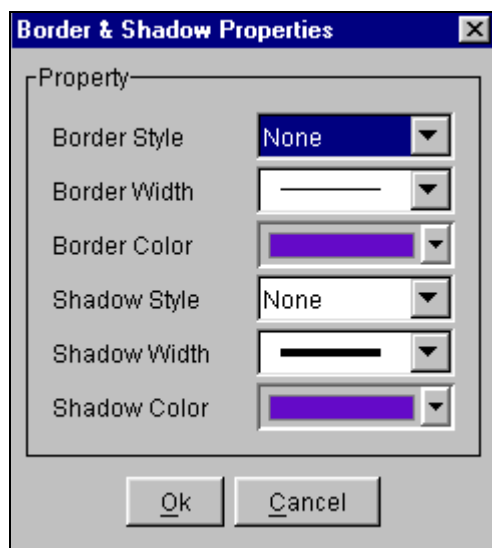 Border & Shadow Properties
Property
Border Style None
Border Width
Border Color
Shadow Style None
Shadow Width
Shadow Color
Ok Cancel